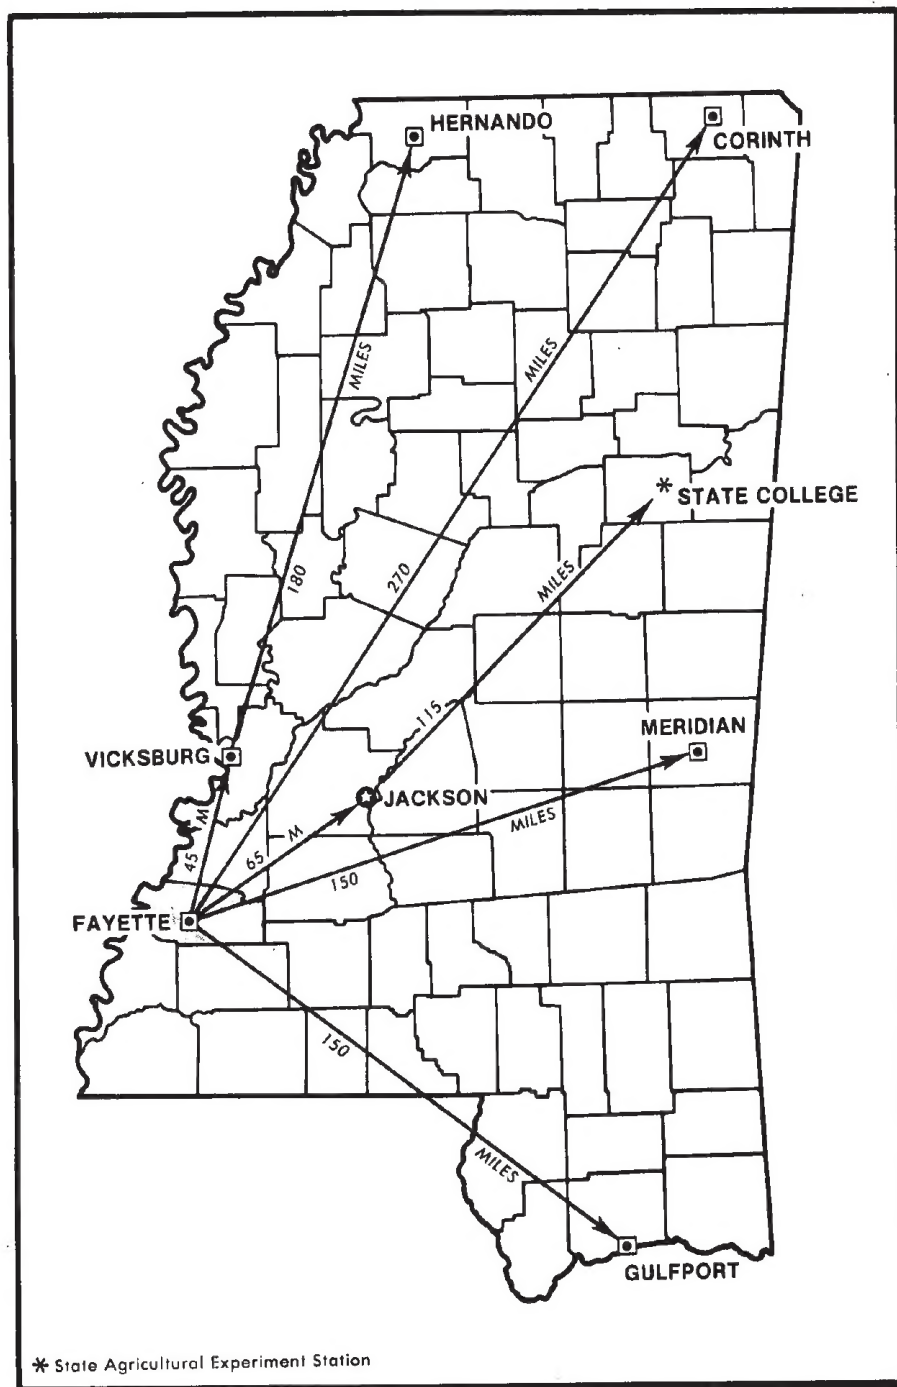 HERNANDO
CORINTH
MILES
MILES
* STATE COLLEGE
180
270
MILES
115
MERIDIAN
VICKSBURG
JACKSON
45 M
65 M
MILES
150
FAYETTE
150
MILES
GULFPORT
* State Agricultural Experiment Station